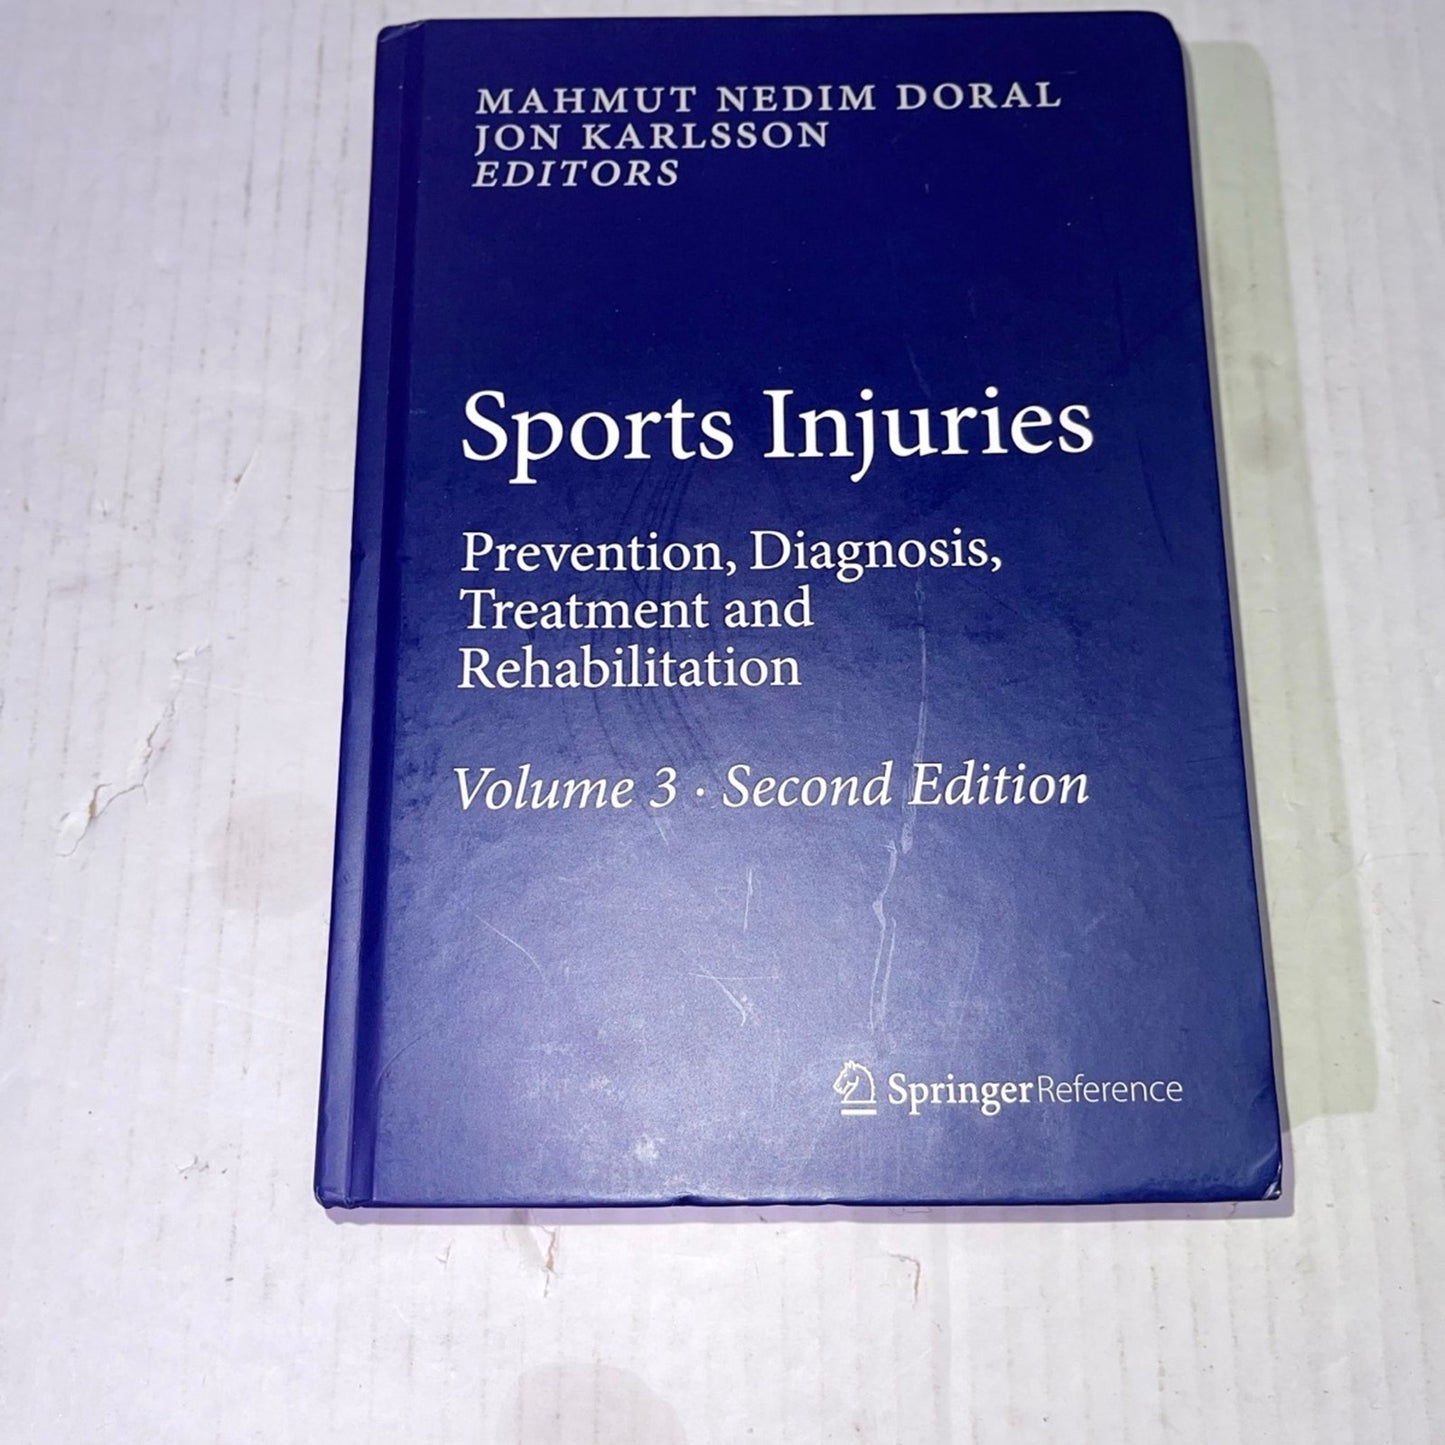 MAHMUT NEDIM DORAL
JON KARLSSON
EDITORS
Sports Injuries
Prevention, Diagnosis,
Treatment and
Rehabilitation
Volume 3 · Second Edition
SpringerReference